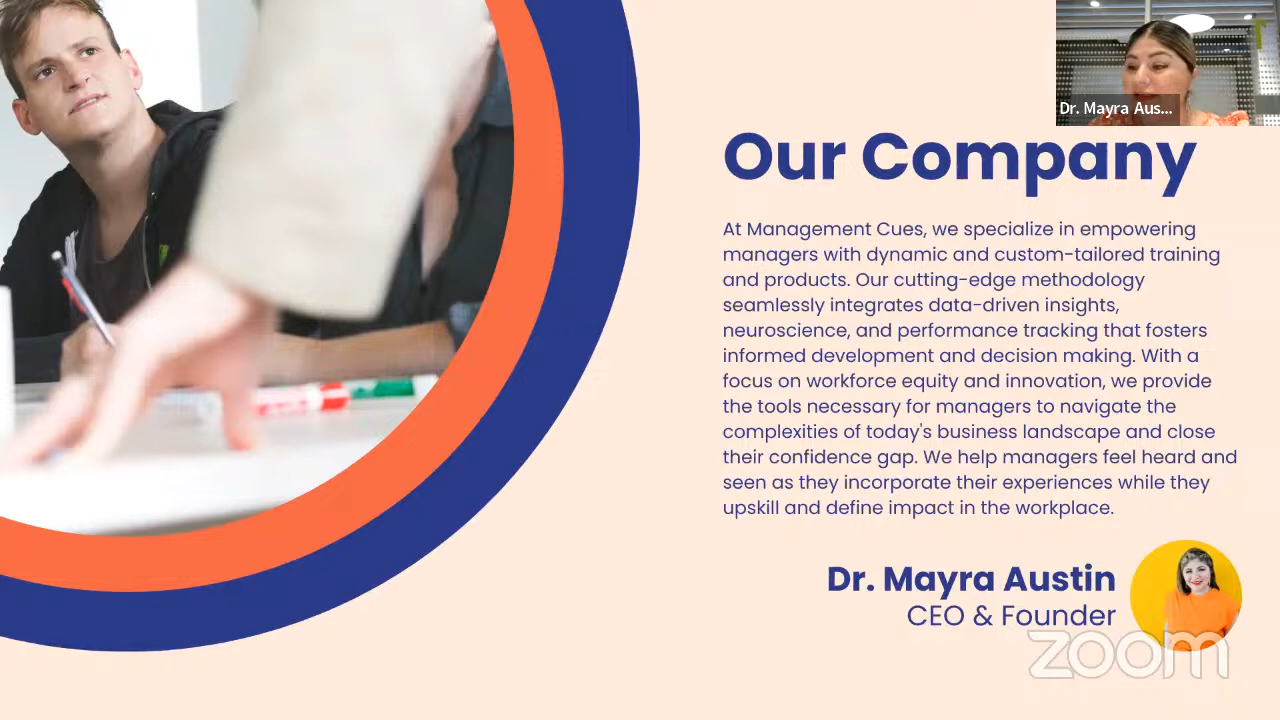 Dr. Mayra Aus...
Our Company
At Management Cues, we specialize in empowering
managers with dynamic and custom-tailored training
and products. Our cutting-edge methodology
seamlessly integrates data-driven insights,
neuroscience, and performance tracking that fosters
informed development and decision making. With a
focus on workforce equity and innovation, we provide
the tools necessary for managers to navigate the
complexities of today's business landscape and close
their confidence gap. We help managers feel heard and
seen as they incorporate their experiences while they
upskill and define impact in the workplace.
Dr. Mayra Austin
CEO & Founder
zoom